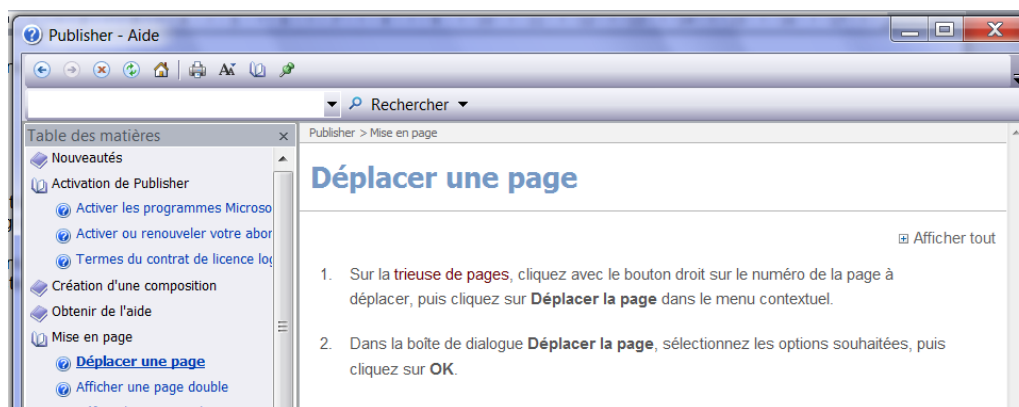 Publisher - Aide
Rechercher
Table des matières
Publisher > Mise en page
Nouveautés
Activation de Publisher
Activer les programmes Microso
Activer ou renouveler votre abor
Termes du contrat de licence log
Création d'une composition
Obtenir de l'aide
Mise en page
Déplacer une page
Afficher une page double
Déplacer une page
Afficher tout
1. Sur la trieuse de pages, cliquez avec le bouton droit sur le numéro de la page à
déplacer, puis cliquez sur Déplacer la page dans le menu contextuel.
2. Dans la boîte de dialogue Déplacer la page, sélectionnez les options souhaitées, puis
cliquez sur OK.